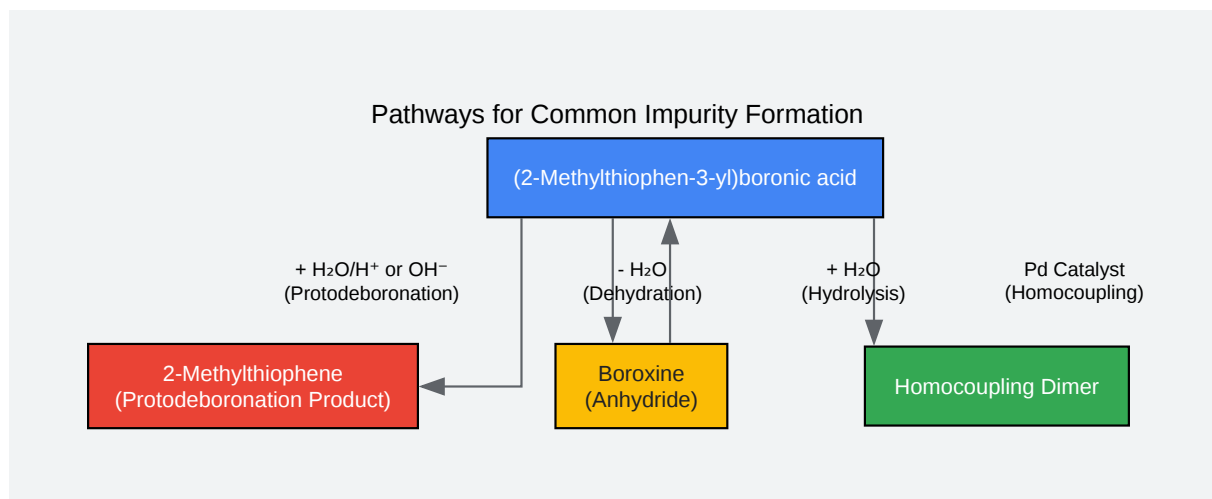 Pathways for Common Impurity Formation
(2-Methylthiophen-3-yl)boronic acid
+ H₂O/H⁺ or OH⁻
(Protodeboronation)
- H₂O
(Dehydration)
+ H₂O
(Hydrolysis)
Pd Catalyst
(Homocoupling)
2-Methylthiophene
(Protodeboronation Product)
Boroxine
(Anhydride)
Homocoupling Dimer